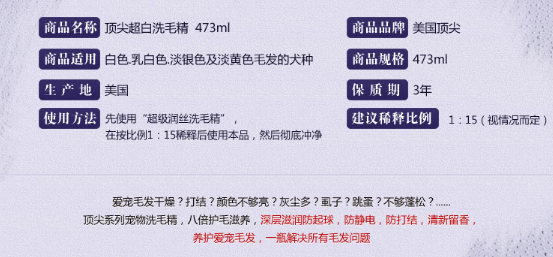 商品名称 顶尖超白洗毛精 473ml 商品品牌 美国顶尖
商品适用 白色.乳白色.淡银色及淡黄色毛发的犬种 商品规格 473ml
生产地 美国 保质期 3年
使用方法 先使用“超级润丝洗毛精”， 建议稀释比例 1：15（视情况而定）
在按比例1：15稀释后使用本品，然后彻底冲净
爱宠毛发干燥？打结？颜色不够亮？灰尘多？虱子？跳蚤？不够蓬松？......
顶尖系列宠物洗毛精，八倍护毛滋养，深层滋润防起球，防静电，防打结，清新留香，
养护爱宠毛发，一瓶解决所有毛发问题